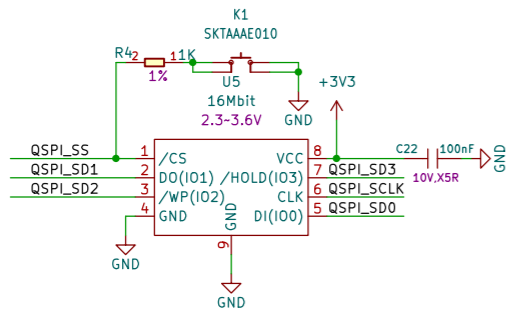 K1
SKTAAAE010
R4 2 1 1K
1%
U5
16Mbit
2.3-3.6V
+3V3
GND
QSPI_SS 1 /CS VCC 8 C22 100nF GND
10V,X5R
QSPI_SD1 2 DO(IO1) /HOLD(IO3) 7 QSPI_SD3
QSPI_SD2 3 /WP(IO2) CLK 6 QSPI_SCLK
4 GND GND DI(IO0) 5 QSPI_SD0
9
GND
GND